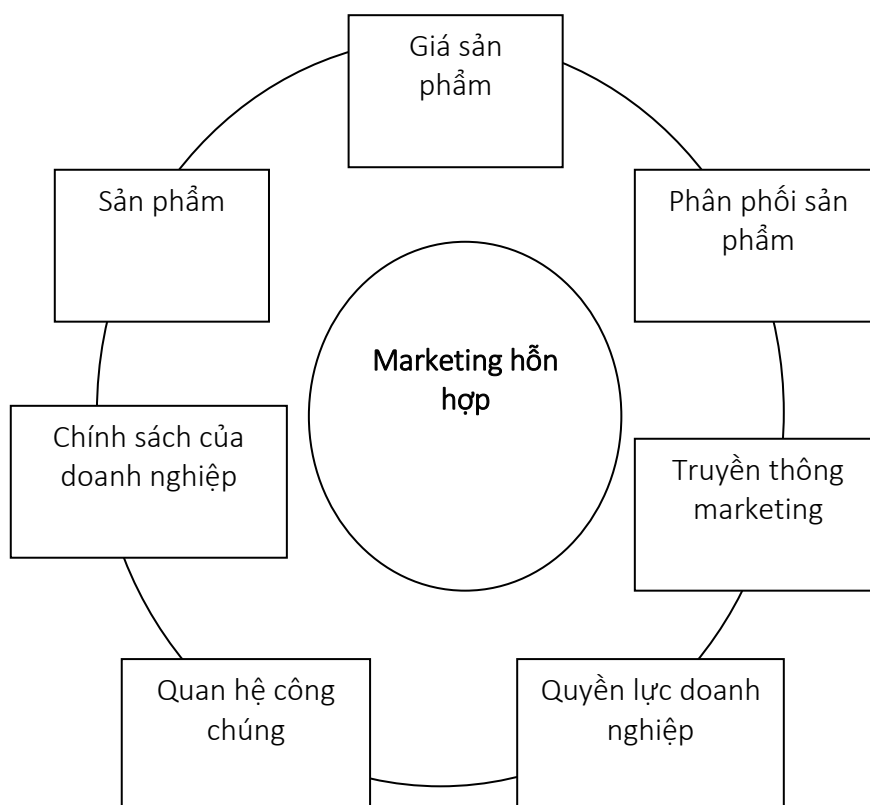 Giá sản
phẩm
Sản phẩm
Phân phối sản
phẩm
Marketing hỗn
hợp
Chính sách của
doanh nghiệp
Truyền thông
marketing
Quan hệ công
chúng
Quyền lực doanh
nghiệp